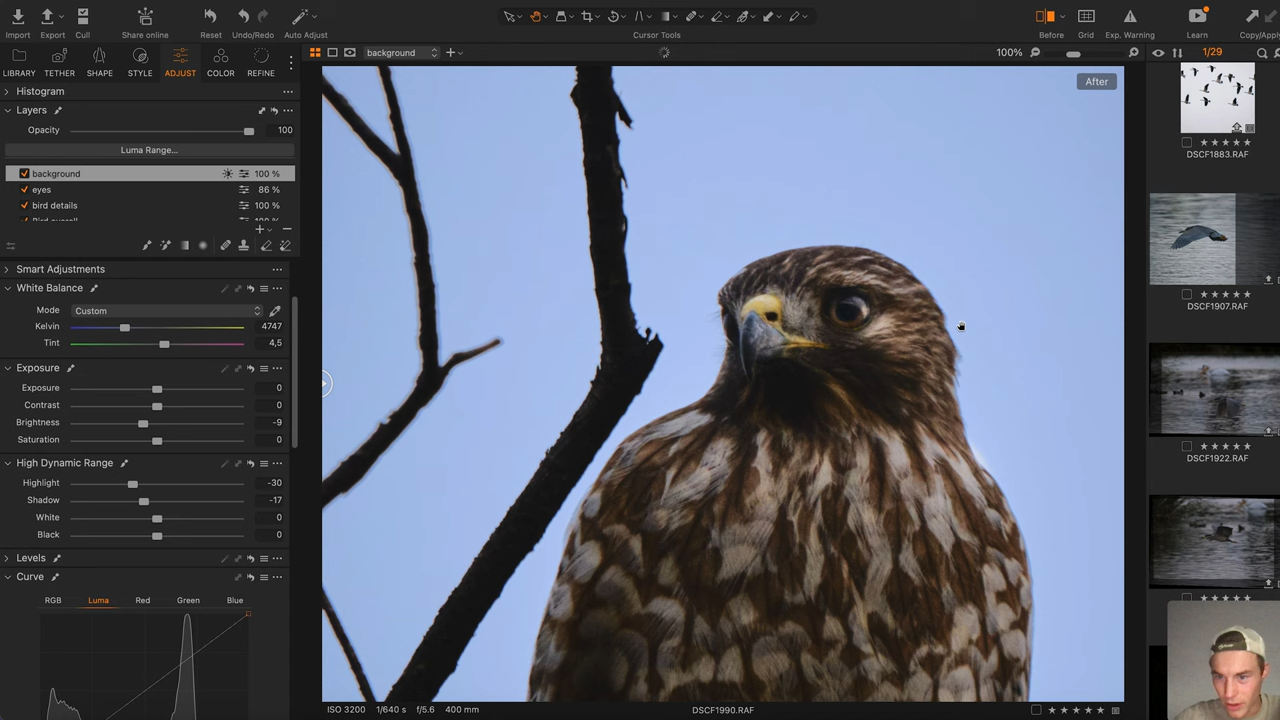 Import Export Cull Share online Reset Undo/Redo Auto Adjust Cursor Tools Before Grid Exp. Warning Learn Copy/Apply
LIBRARY TETHER SHAPE STYLE ADJUST COLOR REFINE
background 100% 1/29
Histogram
Layers
Opacity 100
Luma Range...
background 100 %
eyes 86 %
bird details 100 %
Bird overall
Smart Adjustments
White Balance
Mode Custom
Kelvin 4747
Tint 4,5
Exposure
Exposure 0
Contrast 0
Brightness -9
Saturation 0
High Dynamic Range
Highlight -30
Shadow -17
White 0
Black 0
Levels
Curve
RGB Luma Red Green Blue
After
ISO 3200 1/640 s f/5.6 400 mm DSCF1990.RAF
DSCF1883.RAF
DSCF1907.RAF
DSCF1922.RAF